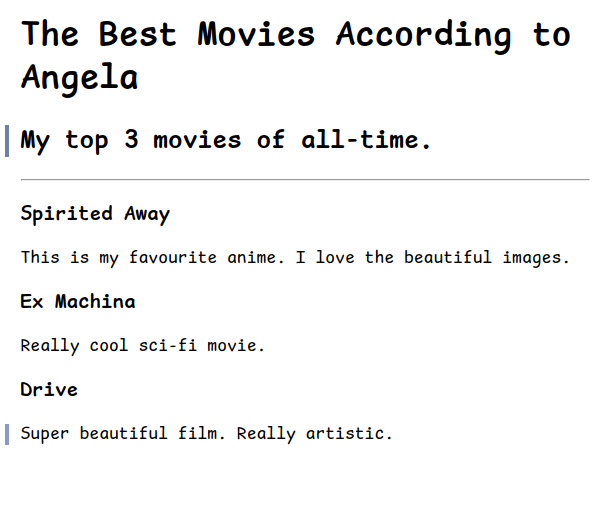 The Best Movies According to
Angela
My top 3 movies of all-time.
Spirited Away
This is my favourite anime. I love the beautiful images.
Ex Machina
Really cool sci-fi movie.
Drive
Super beautiful film. Really artistic.